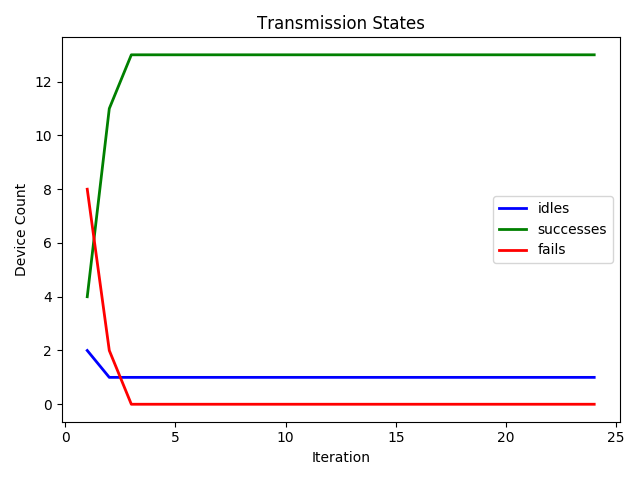 Transmission States
Device Count
12
10
8
6
4
2
0
idles
successes
fails
0 5 10 15 20 25
Iteration